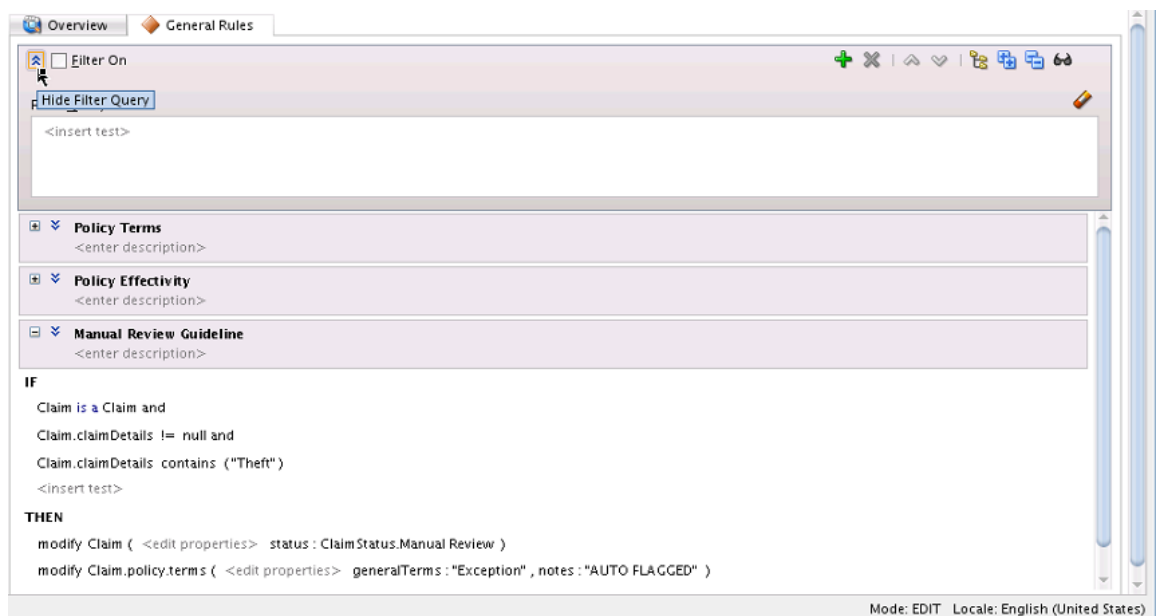 Overview General Rules
Filter On
Hide Filter Query
<insert test>
Policy Terms
<enter description>
Policy Effectivity
<enter description>
Manual Review Guideline
<enter description>
IF
Claim is a Claim and
Claim.claimDetails != null and
Claim.claimDetails contains ("Theft")
<insert test>
THEN
modify Claim ( <edit properties> status : ClaimStatus.Manual Review )
modify Claim.policy.terms ( <edit properties> generalTerms : "Exception" , notes : "AUTO FLAGGED" )
Mode: EDIT Locale: English (United States)